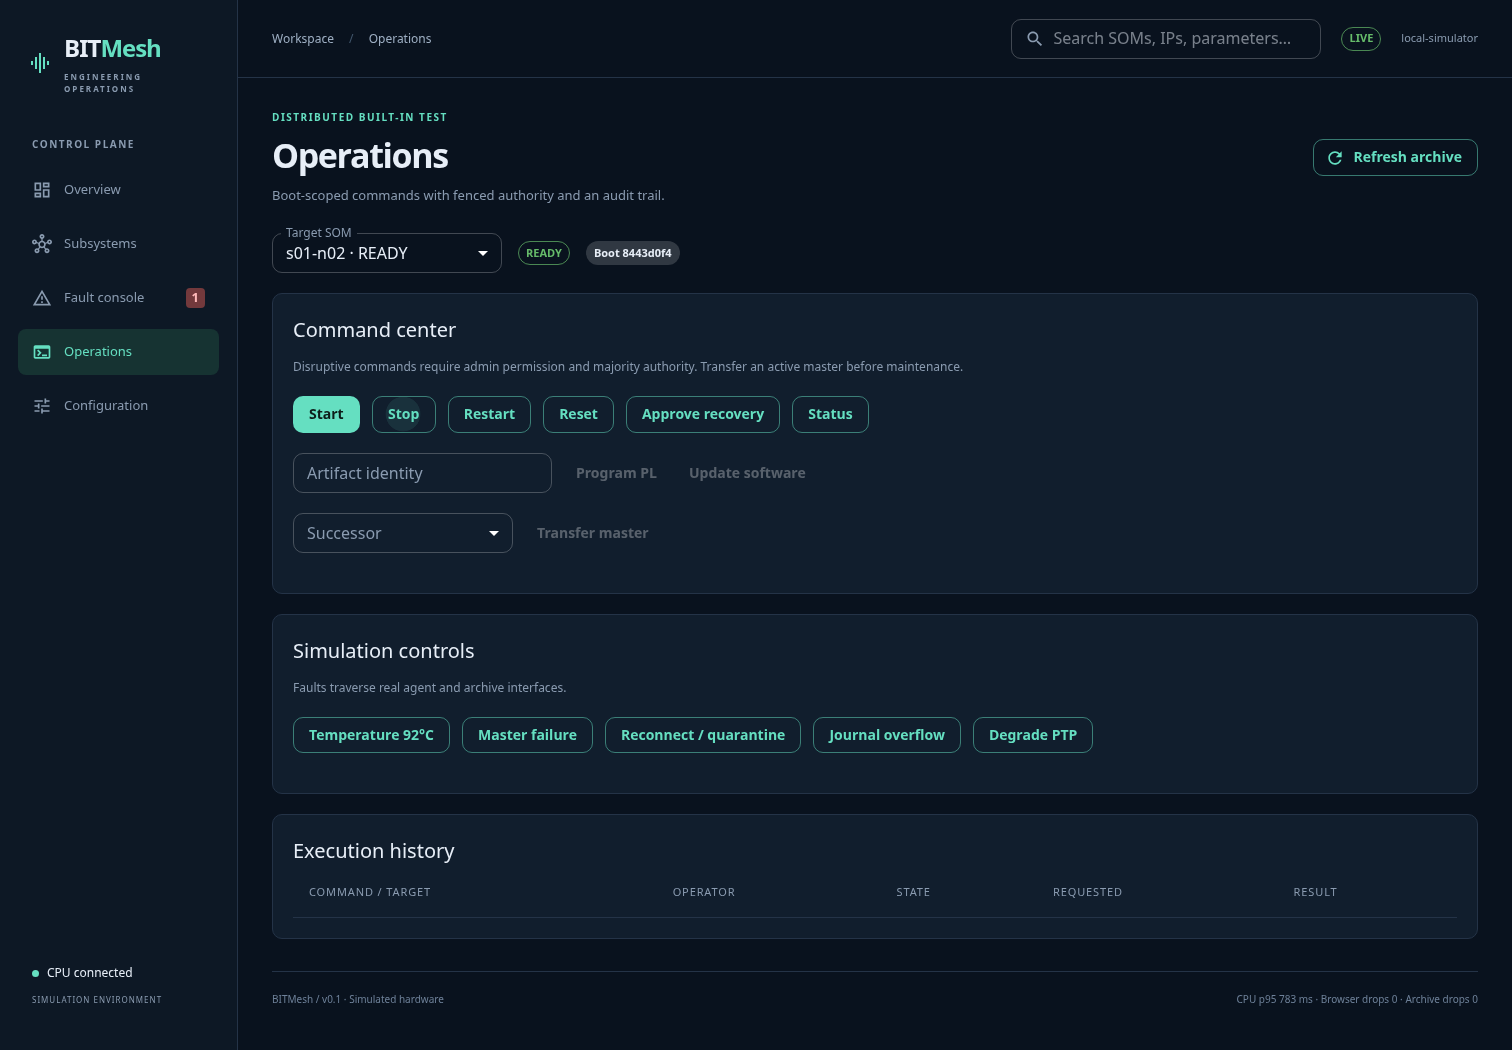 BITMesh
ENGINEERING
OPERATIONS
CONTROL PLANE
Overview
Subsystems
Fault console 1
Operations
Configuration
CPU connected
SIMULATION ENVIRONMENT
Workspace / Operations
Search SOMs, IPs, parameters...
LIVE
local-simulator
DISTRIBUTED BUILT-IN TEST
Operations
Refresh archive
Boot-scoped commands with fenced authority and an audit trail.
Target SOM
s01-n02 · READY
READY
Boot 8443d0f4
Command center
Disruptive commands require admin permission and majority authority. Transfer an active master before maintenance.
Start Stop Restart Reset Approve recovery Status
Artifact identity Program PL Update software
Successor Transfer master
Simulation controls
Faults traverse real agent and archive interfaces.
Temperature 92°C Master failure Reconnect / quarantine Journal overflow Degrade PTP
Execution history
COMMAND / TARGET OPERATOR STATE REQUESTED RESULT
BITMesh / v0.1 · Simulated hardware
CPU p95 783 ms · Browser drops 0 · Archive drops 0